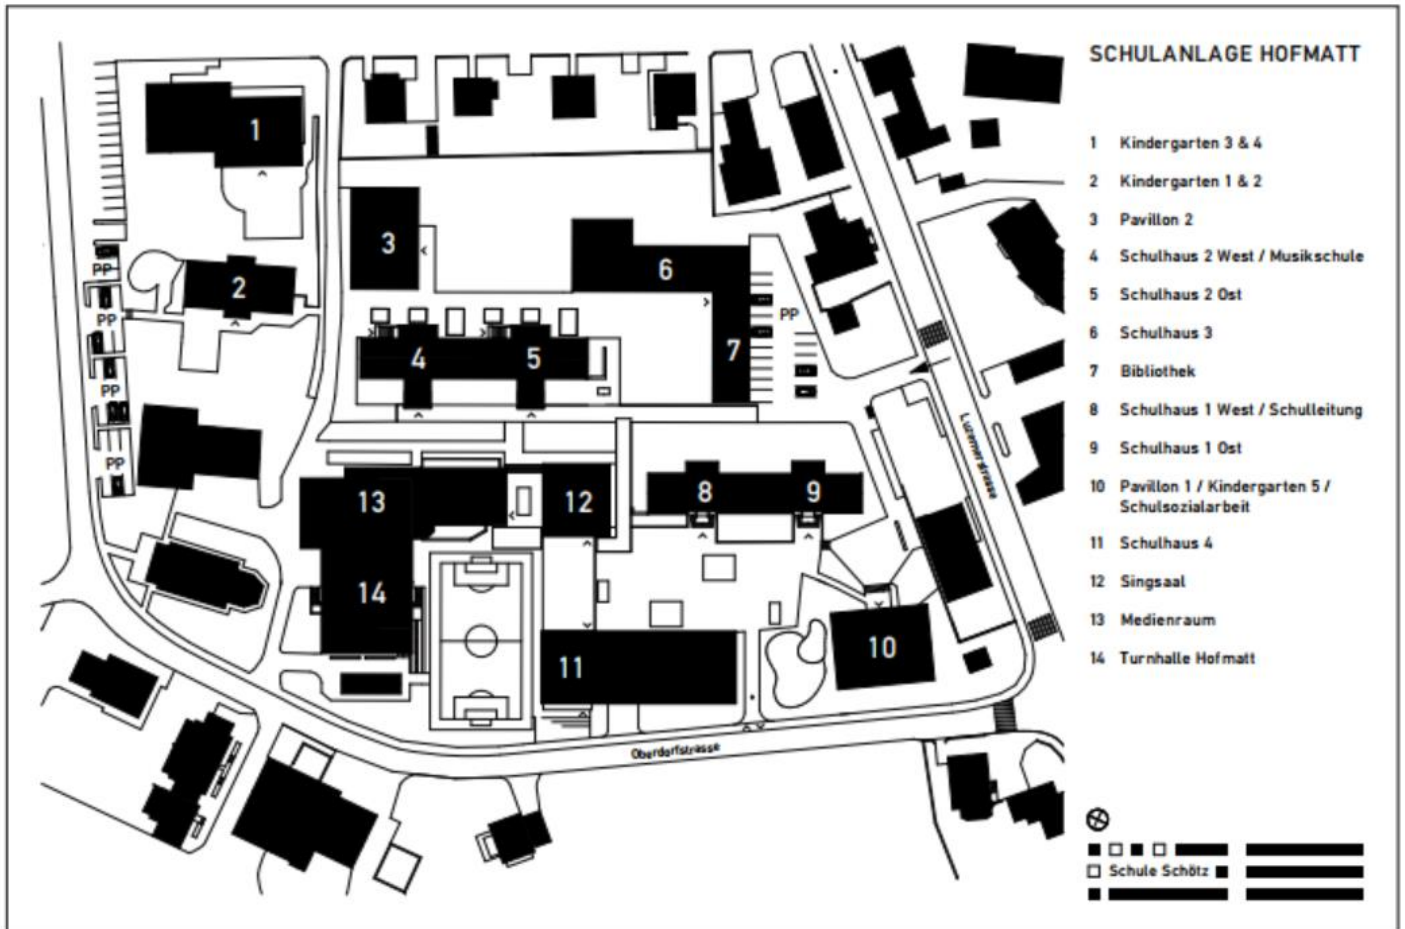 SCHULANLAGE HOFMATT
1 Kindergarten 3 & 4
2 Kindergarten 1 & 2
3 Pavillon 2
4 Schulhaus 2 West / Musikschule
5 Schulhaus 2 Ost
6 Schulhaus 3
7 Bibliothek
8 Schulhaus 1 West / Schulleitung
9 Schulhaus 1 Ost
10 Pavillon 1 / Kindergarten 5 /
Schulsozialarbeit
11 Schulhaus 4
12 Singsaal
13 Medienraum
14 Turnhalle Hofmatt
1
3
6
2
PP
PP
PP
4
5
7
PP
PP
Luzernerstrasse
13
12
8
9
14
11
10
Oberdorfstrasse
Schule Schötz